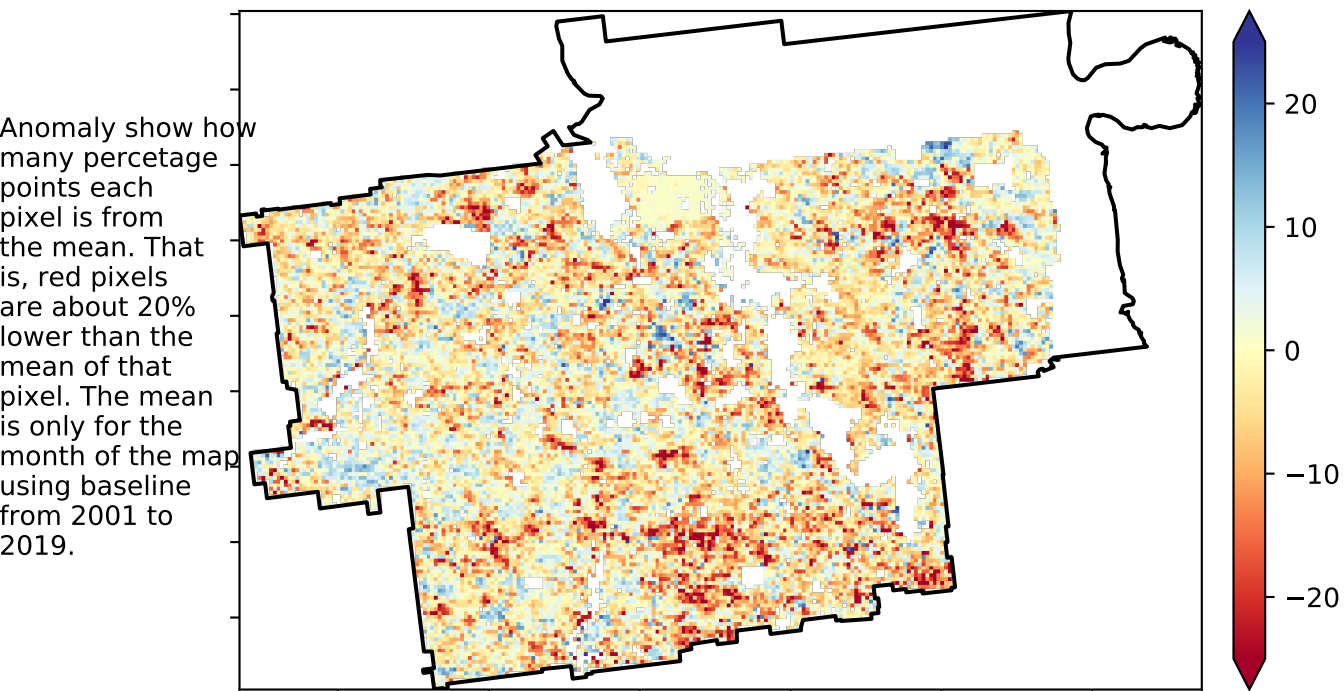 Anomaly show how
many percetage
points each
pixel is from
the mean. That
is, red pixels
are about 20%
lower than the
mean of that
pixel. The mean
is only for the
month of the map
using baseline
from 2001 to
2019.
20
10
0
−10
−20